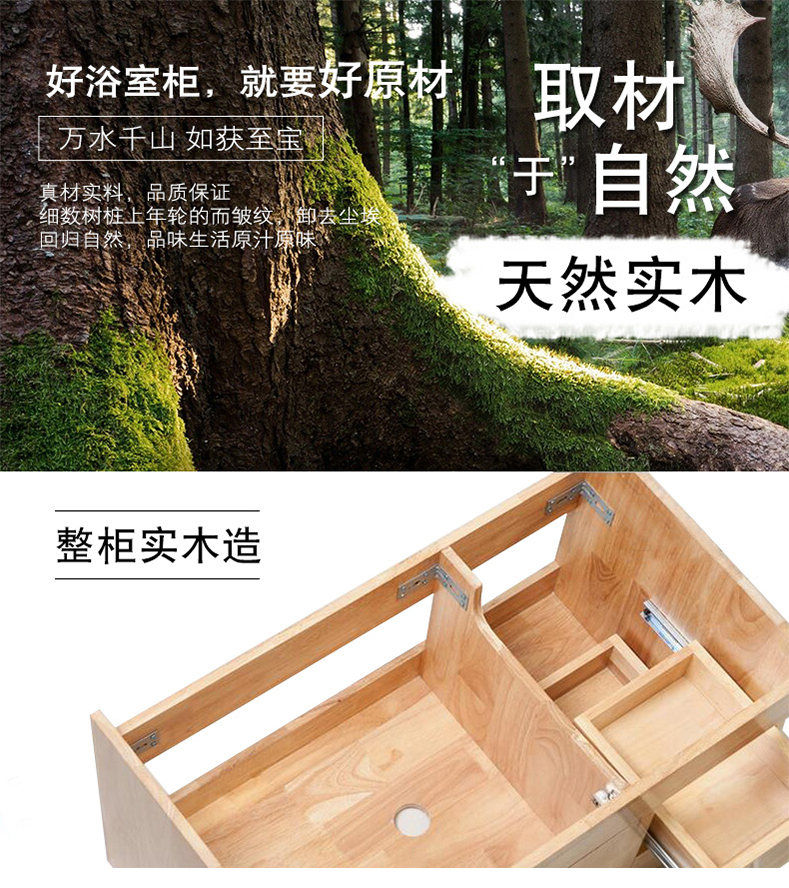 好浴室柜，就要好原材
万水千山 如获至宝
真材实料，品质保证
细数树桩上年轮的而皱纹、卸去尘埃
回归自然，品味生活原汁原味
取材
“于”自然
天然实木
整柜实木造